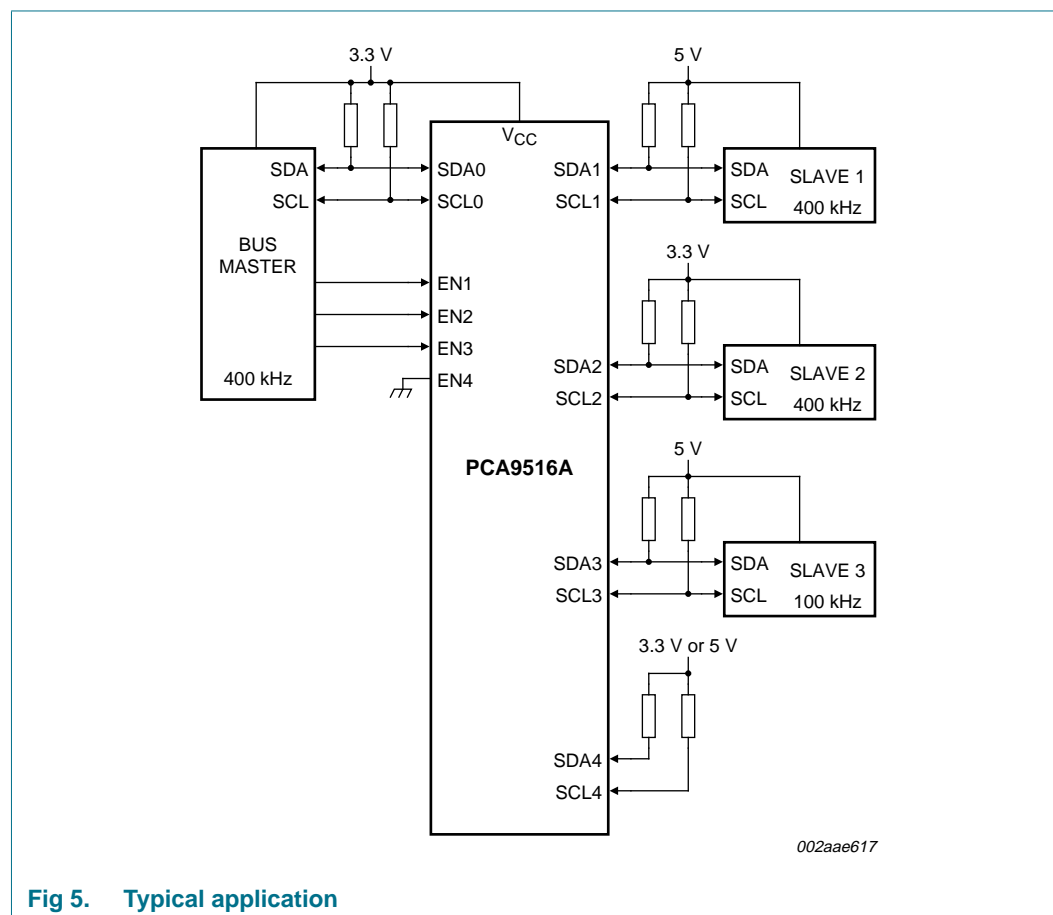 3.3 V
5 V
VCC
SDA
SCL
BUS
MASTER
400 kHz
SDA0
SCL0
EN1
EN2
EN3
EN4
PCA9516A
SDA1
SCL1
SDA
SCL
SLAVE 1
400 kHz
3.3 V
SDA2
SCL2
SDA
SCL
SLAVE 2
400 kHz
5 V
SDA3
SCL3
SDA
SCL
SLAVE 3
100 kHz
3.3 V or 5 V
SDA4
SCL4
002aae617
Fig 5. Typical application